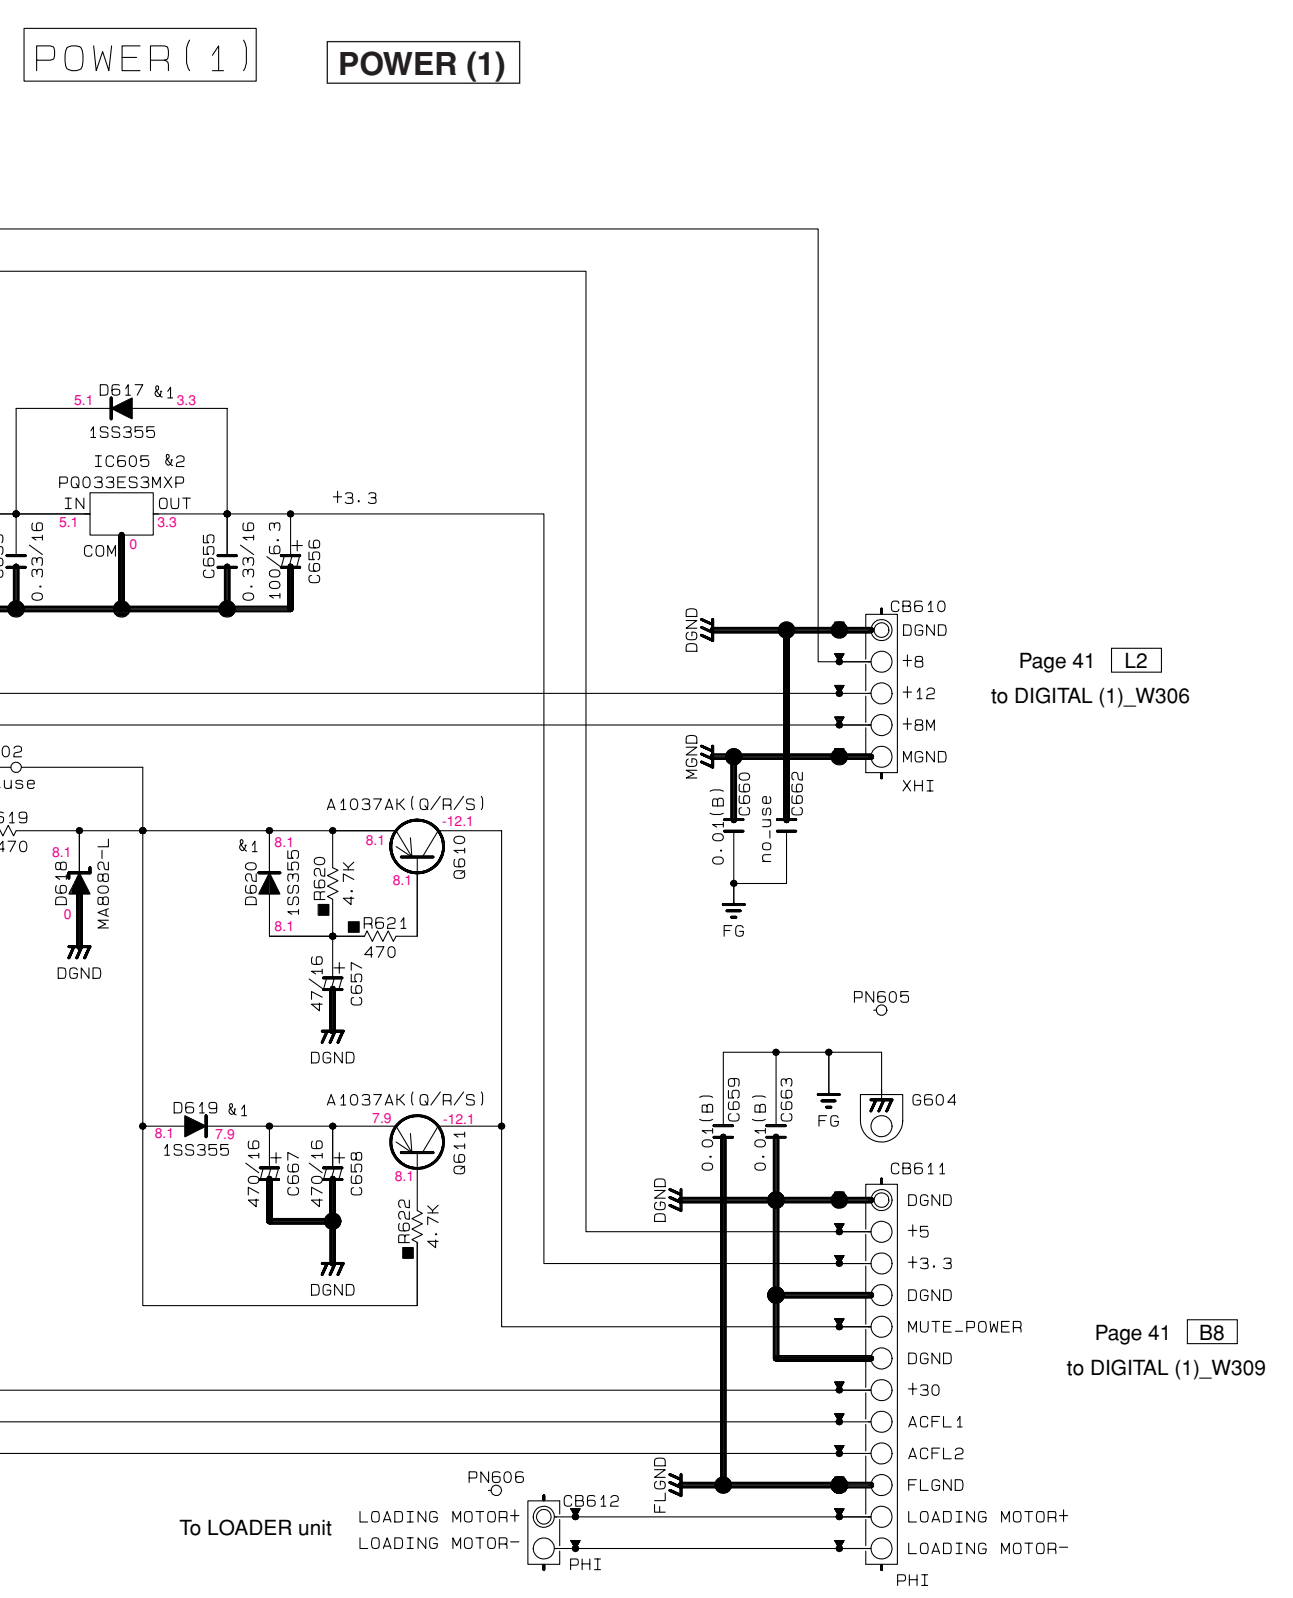 POWER(1)
POWER (1)
D617 &1
5.1
3.3
1SS355
IC605 &2
PQ033ES3MXP
IN
OUT
5.1
3.3
COM
0
+3.3
0.33/16
C655
0.33/16
100/6.3
+
C656
CB610
DGND
DGND
+8
+12
+8M
MGND
MGND
XHI
Page 41 L2
to DIGITAL (1)_W306
C660
0.01(B)
C662
no_use
FG
02
use
619
470
8.1
D618
MA8082-L
0
DGND
A1037AK(Q/R/S)
-12.1
8.1
8.1
Q610
&1
8.1
D620
1SS355
8.1
R620
4.7K
R621
470
47/16
+
C657
DGND
D619 &1
8.1
7.9
1SS355
A1037AK(Q/R/S)
7.9
-12.1
8.1
Q611
470/16
+
C667
470/16
+
C658
R622
4.7K
DGND
PN605
C659
0.01(B)
C663
0.01(B)
FG
G604
CB611
DGND
DGND
+5
+3.3
DGND
MUTE_POWER
DGND
+30
ACFL1
ACFL2
FLGND
FLGND
LOADING MOTOR+
LOADING MOTOR-
PHI
Page 41 B8
to DIGITAL (1)_W309
PN606
CB612
To LOADER unit
LOADING MOTOR+
LOADING MOTOR-
PHI